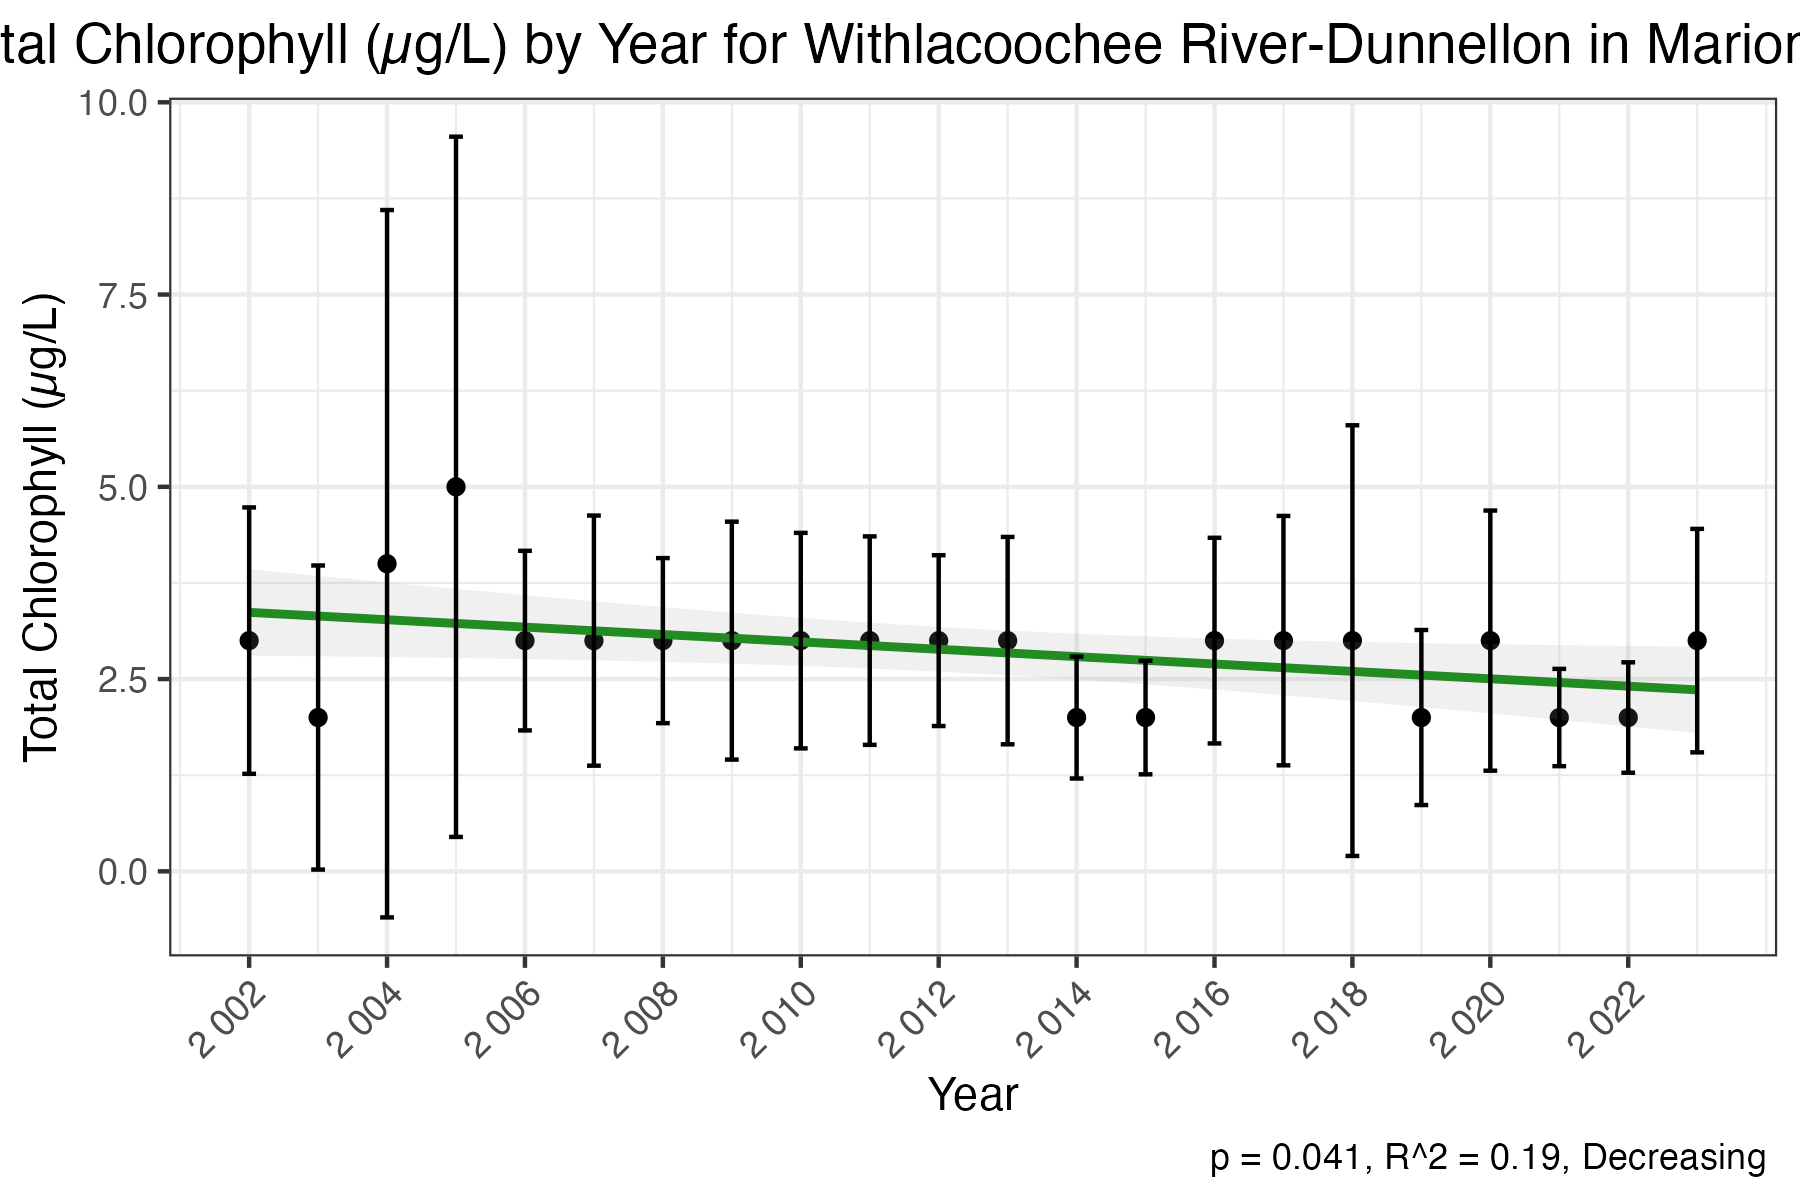 tal Chlorophyll (µg/L) by Year for Withlacoochee River-Dunnellon in Marion
10.0
7.5
5.0
2.5
0.0
Total Chlorophyll (µg/L)
2 002 2 004 2 006 2 008 2 010 2 012 2 014 2 016 2 018 2 020 2 022
Year
p = 0.041, R^2 = 0.19, Decreasing